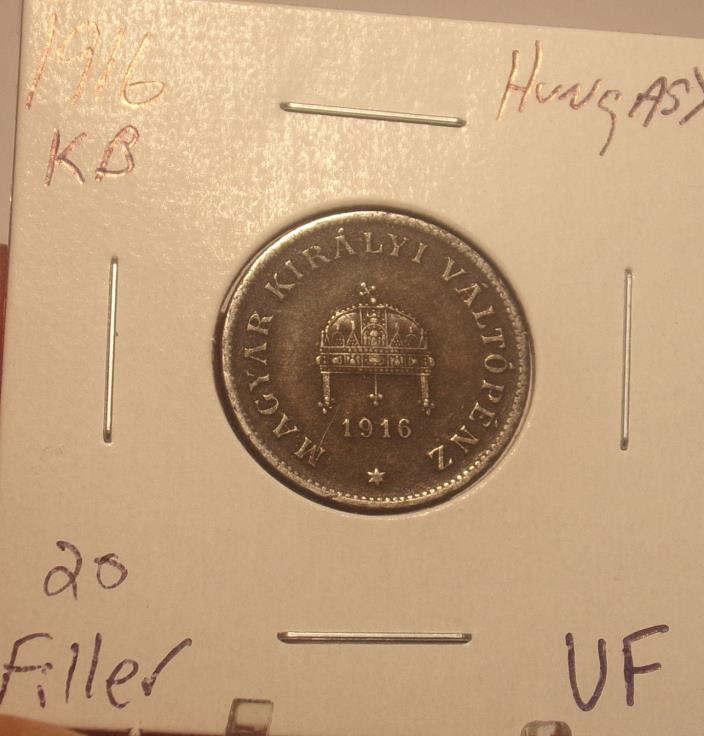 1916
Hungary
KB
MAGYAR KIRÁLYI VÁLTÓPÉNZ
1916
20
Filler
VF